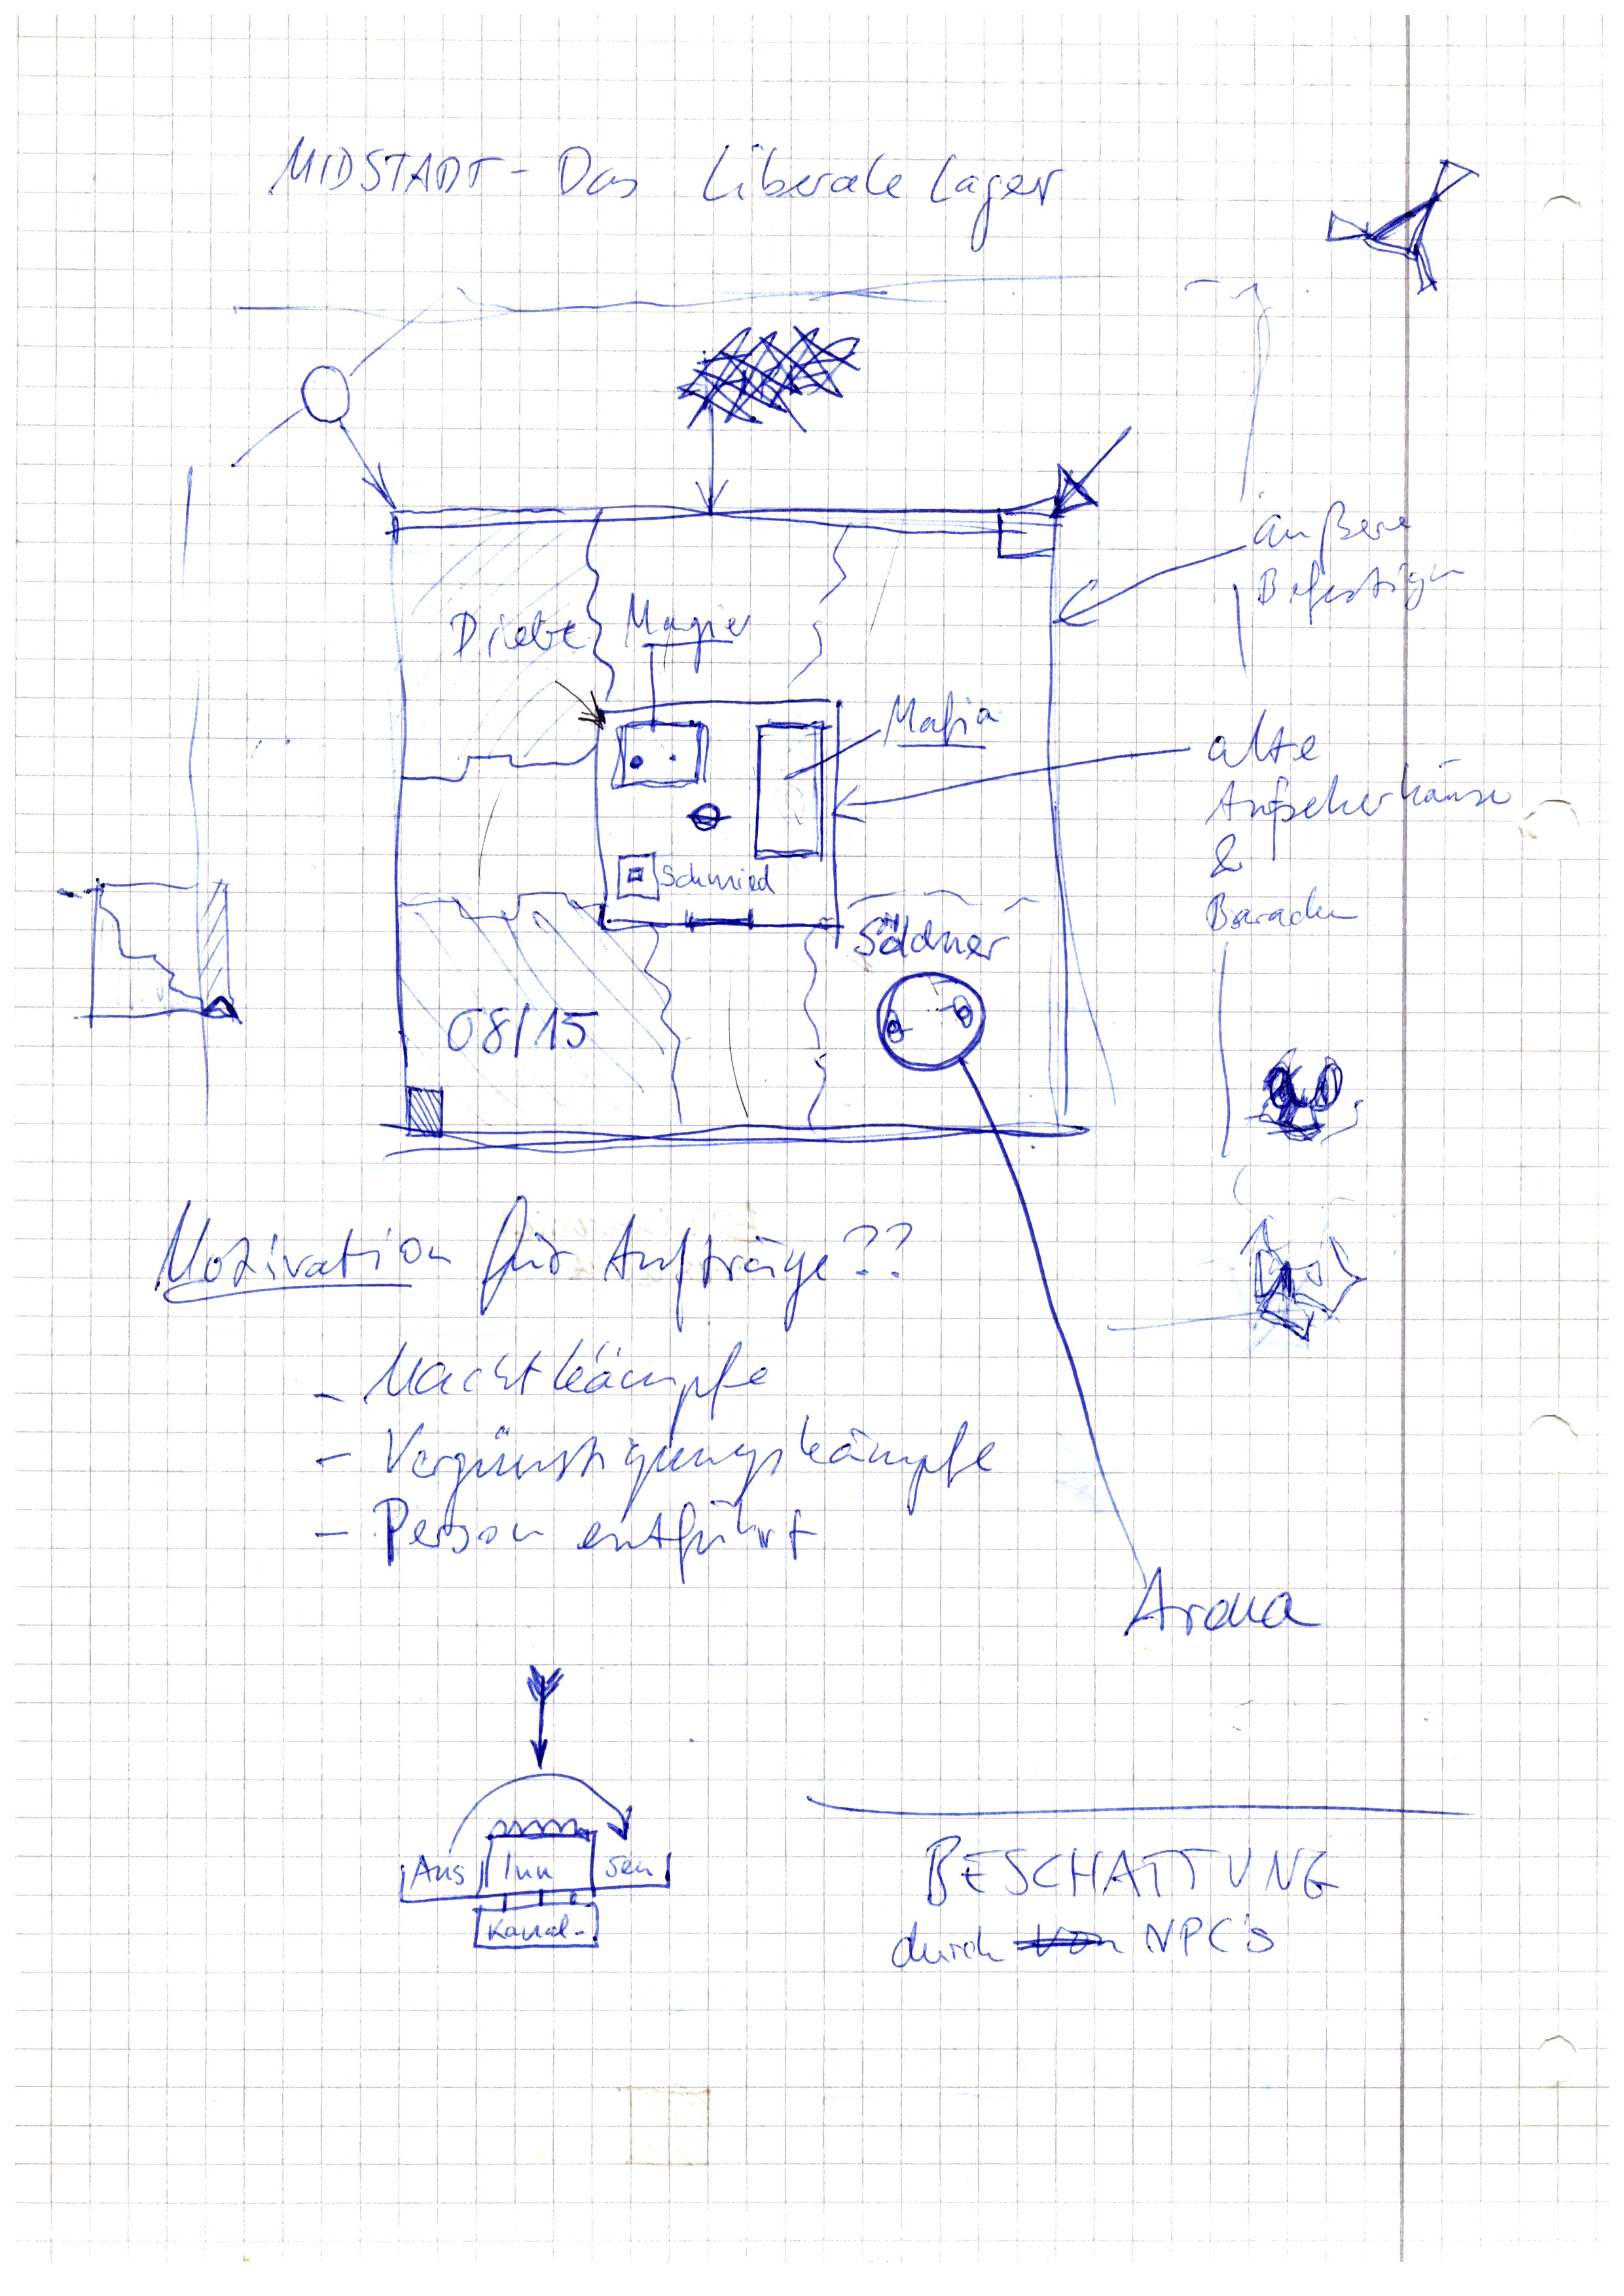 MIDSTADT - Das Liberale Lager
äußere
Befestigun
Diebe
Magier
Mafia
alte
Aufseherhäuser
&
Baracken
Schmied
Söldner
08/15
Motivation für Aufträge??
- Machtkämpfe
- Vergünstigungskämpfe
- Person entführt
Arena
Aus Inn sen
Kanal.
BESCHATTUNG
durch von NPC's